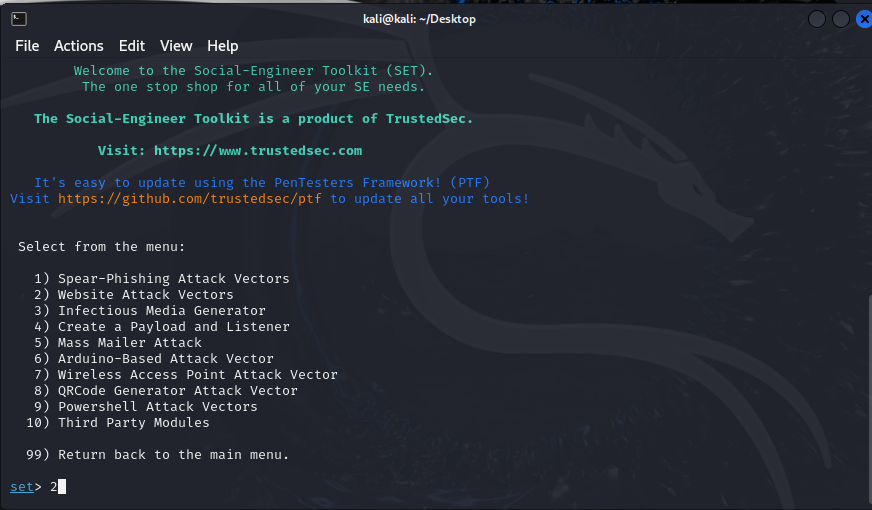 kali@kali: ~/Desktop
File Actions Edit View Help
Welcome to the Social-Engineer Toolkit (SET).
The one stop shop for all of your SE needs.
The Social-Engineer Toolkit is a product of TrustedSec.
Visit: https://www.trustedsec.com
It's easy to update using the PenTesters Framework! (PTF)
Visit https://github.com/trustedsec/ptf to update all your tools!
Select from the menu:
1) Spear-Phishing Attack Vectors
2) Website Attack Vectors
3) Infectious Media Generator
4) Create a Payload and Listener
5) Mass Mailer Attack
6) Arduino-Based Attack Vector
7) Wireless Access Point Attack Vector
8) QRCode Generator Attack Vector
9) Powershell Attack Vectors
10) Third Party Modules
99) Return back to the main menu.
set> 2